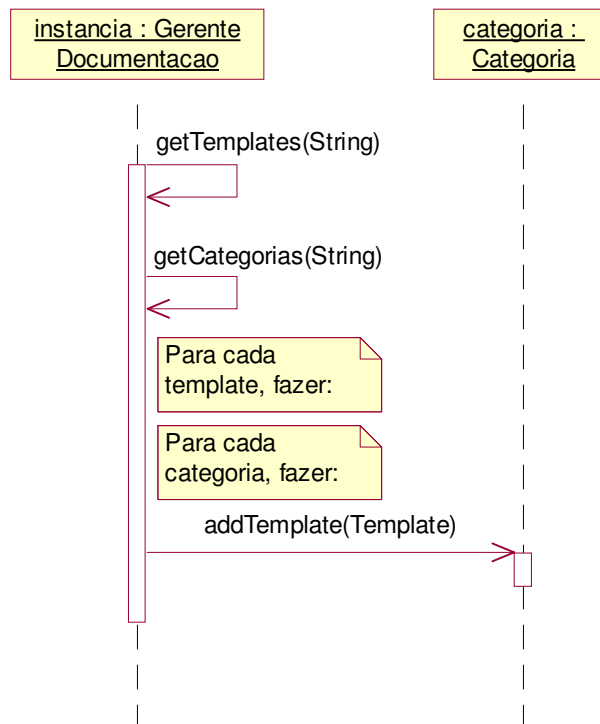 instancia : Gerente
Documentacao
categoria :
Categoria
getTemplates(String)
getCategorias(String)
Para cada
template, fazer:
Para cada
categoria, fazer:
addTemplate(Template)